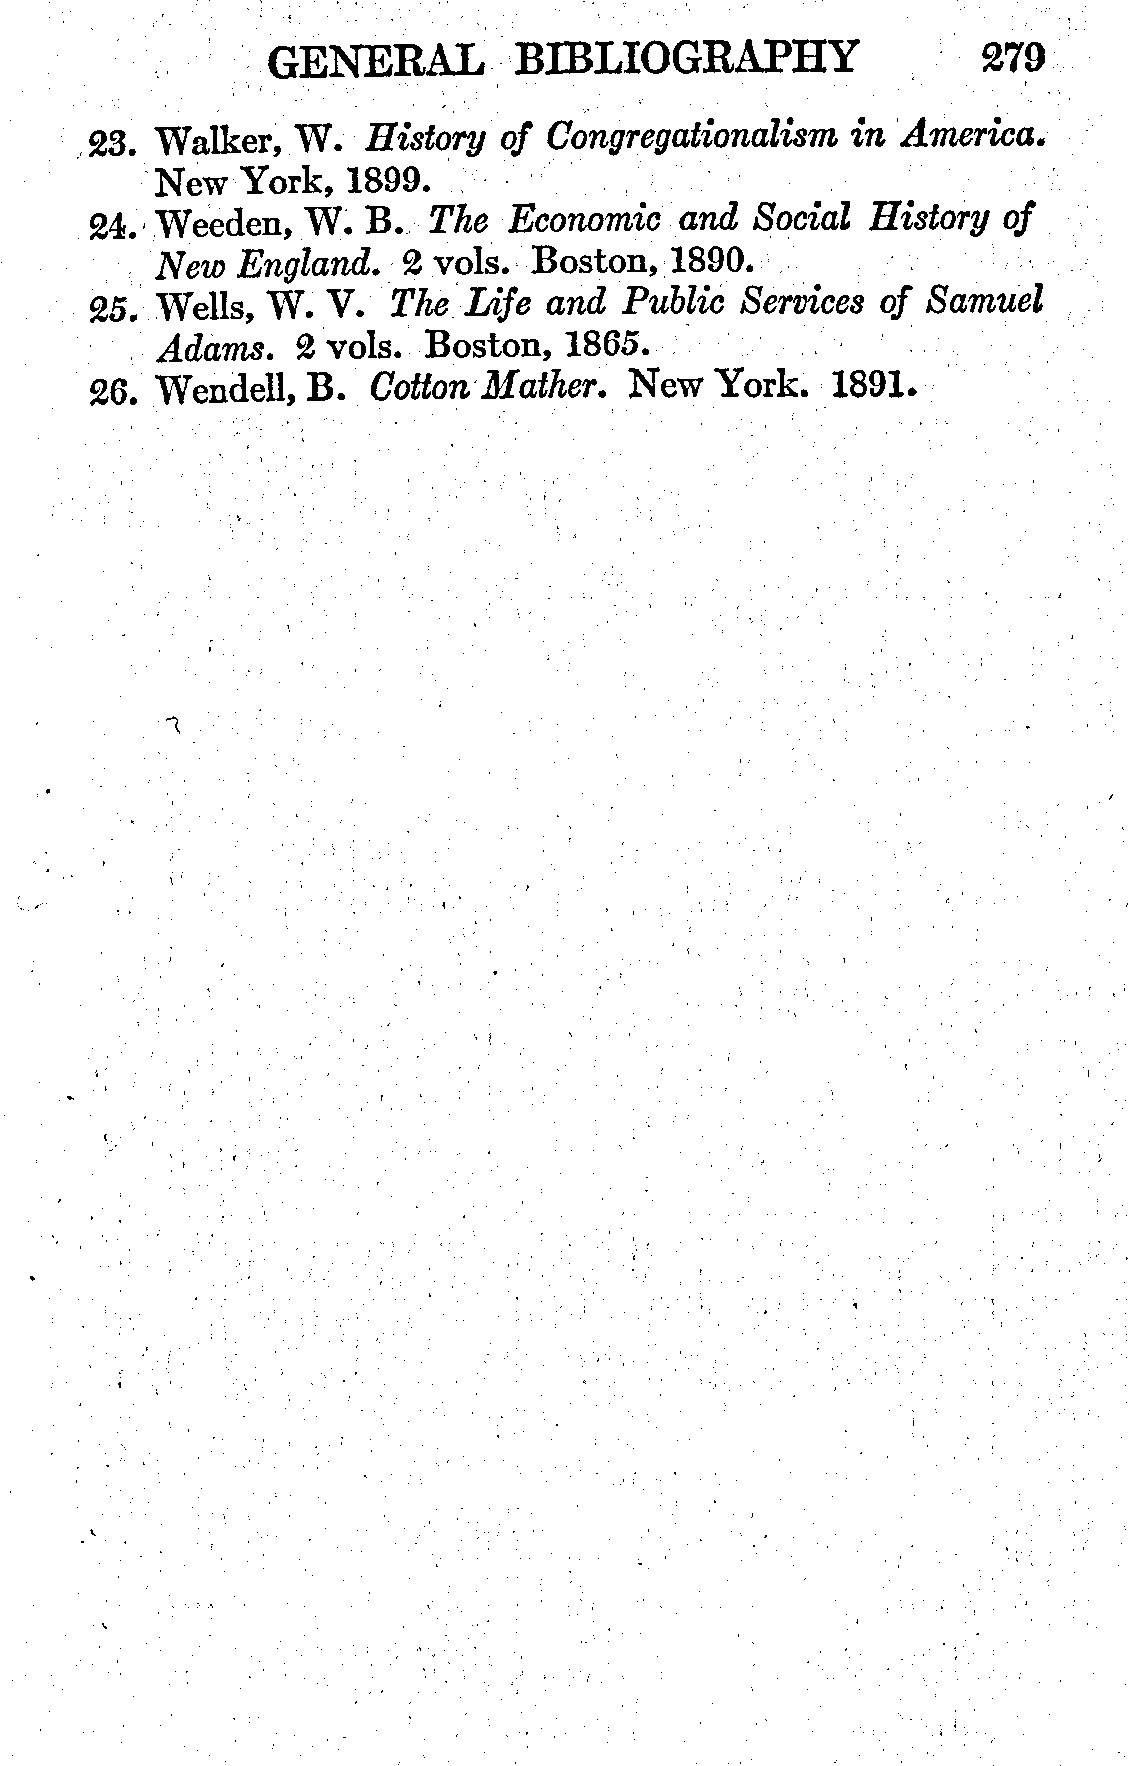 GENERAL BIBLIOGRAPHY 279
23. Walker, W. History of Congregationalism in America.
New York, 1899.
24. Weeden, W. B. The Economic and Social History of
New England. 2 vols. Boston, 1890.
25. Wells, W. V. The Life and Public Services of Samuel
Adams. 2 vols. Boston, 1865.
26. Wendell, B. Cotton Mather. New York. 1891.